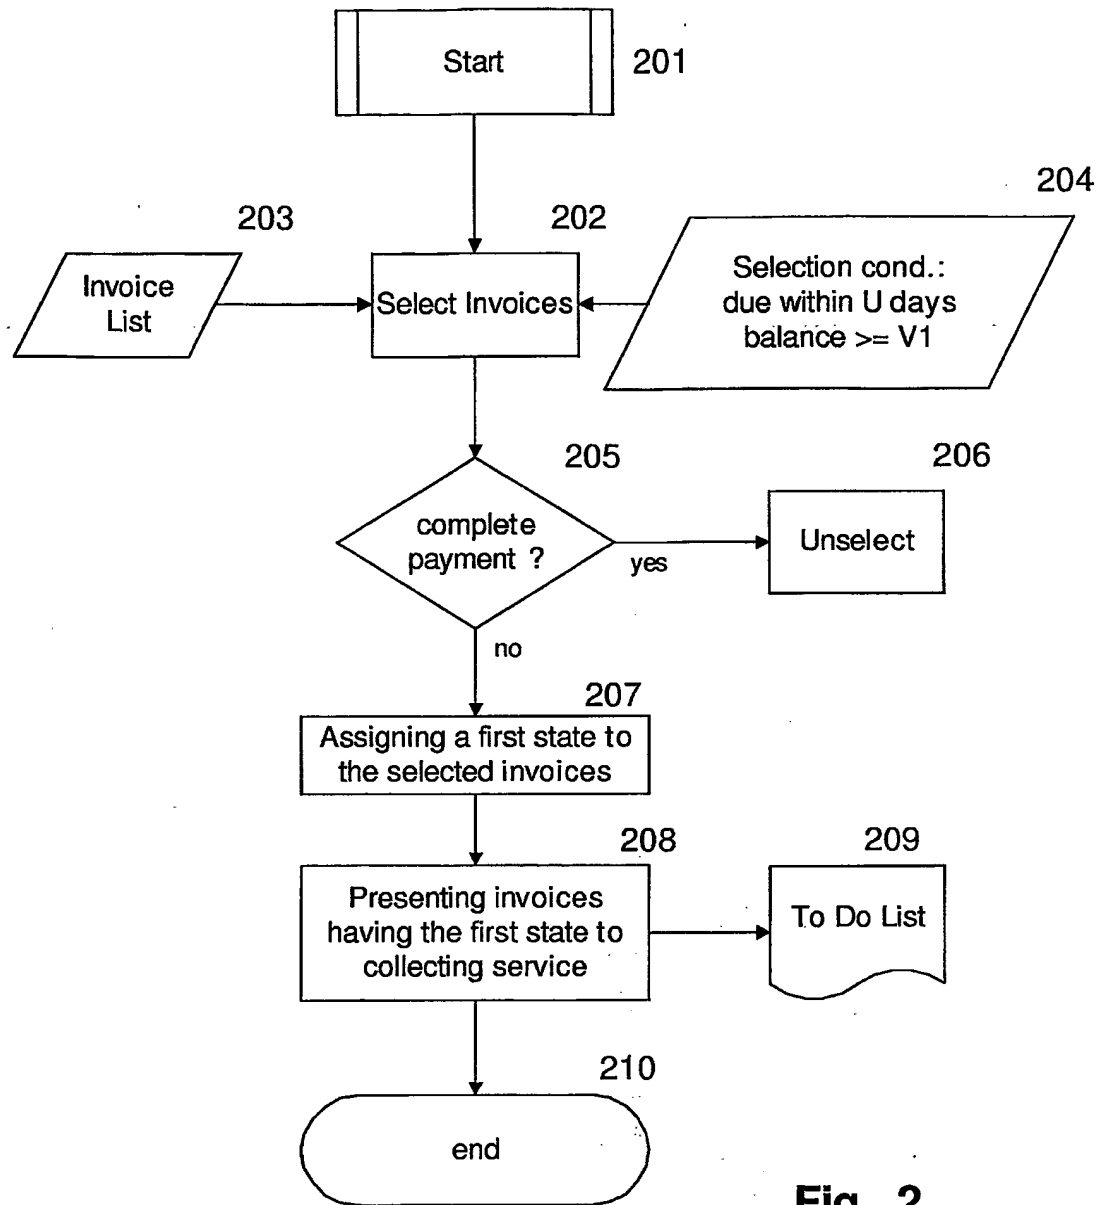 Start
201
204
203
202
Invoice
List
Select Invoices
Selection cond.:
due within U days
balance >= V1
205
206
complete
payment ?
yes
Unselect
no
207
Assigning a first state to
the selected invoices
208
209
Presenting invoices
having the first state to
collecting service
To Do List
210
end
Fig. 2